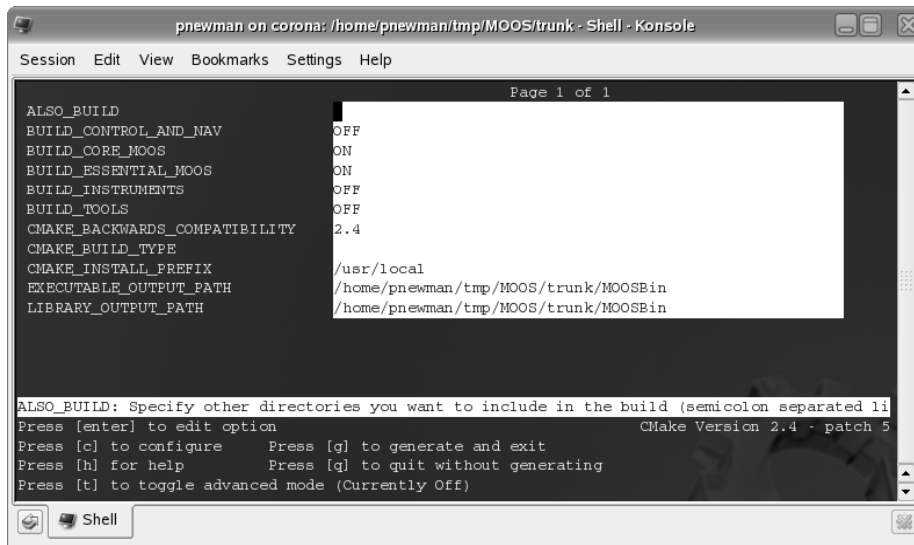 pnewman on corona: /home/pnewman/tmp/MOOS/trunk - Shell - Konsole
Session Edit View Bookmarks Settings Help
Page 1 of 1
ALSO_BUILD
BUILD_CONTROL_AND_NAV OFF
BUILD_CORE_MOOS ON
BUILD_ESSENTIAL_MOOS ON
BUILD_INSTRUMENTS OFF
BUILD_TOOLS OFF
CMAKE_BACKWARDS_COMPATIBILITY 2.4
CMAKE_BUILD_TYPE
CMAKE_INSTALL_PREFIX /usr/local
EXECUTABLE_OUTPUT_PATH /home/pnewman/tmp/MOOS/trunk/MOOSBin
LIBRARY_OUTPUT_PATH /home/pnewman/tmp/MOOS/trunk/MOOSBin
ALSO_BUILD: Specify other directories you want to include in the build (semicolon separated li
Press [enter] to edit option CMake Version 2.4 - patch 5
Press [c] to configure Press [g] to generate and exit
Press [h] for help Press [q] to quit without generating
Press [t] to toggle advanced mode (Currently Off)
Shell